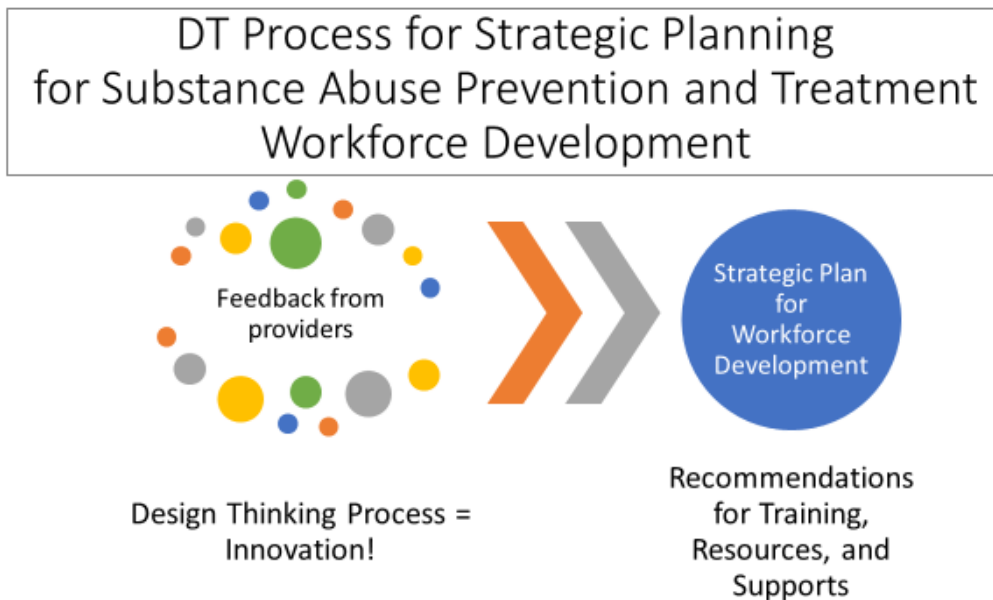 DT Process for Strategic Planning
for Substance Abuse Prevention and Treatment
Workforce Development
Feedback from
providers
Strategic Plan
for
Workforce
Development
Design Thinking Process =
Innovation!
Recommendations
for Training,
Resources, and
Supports